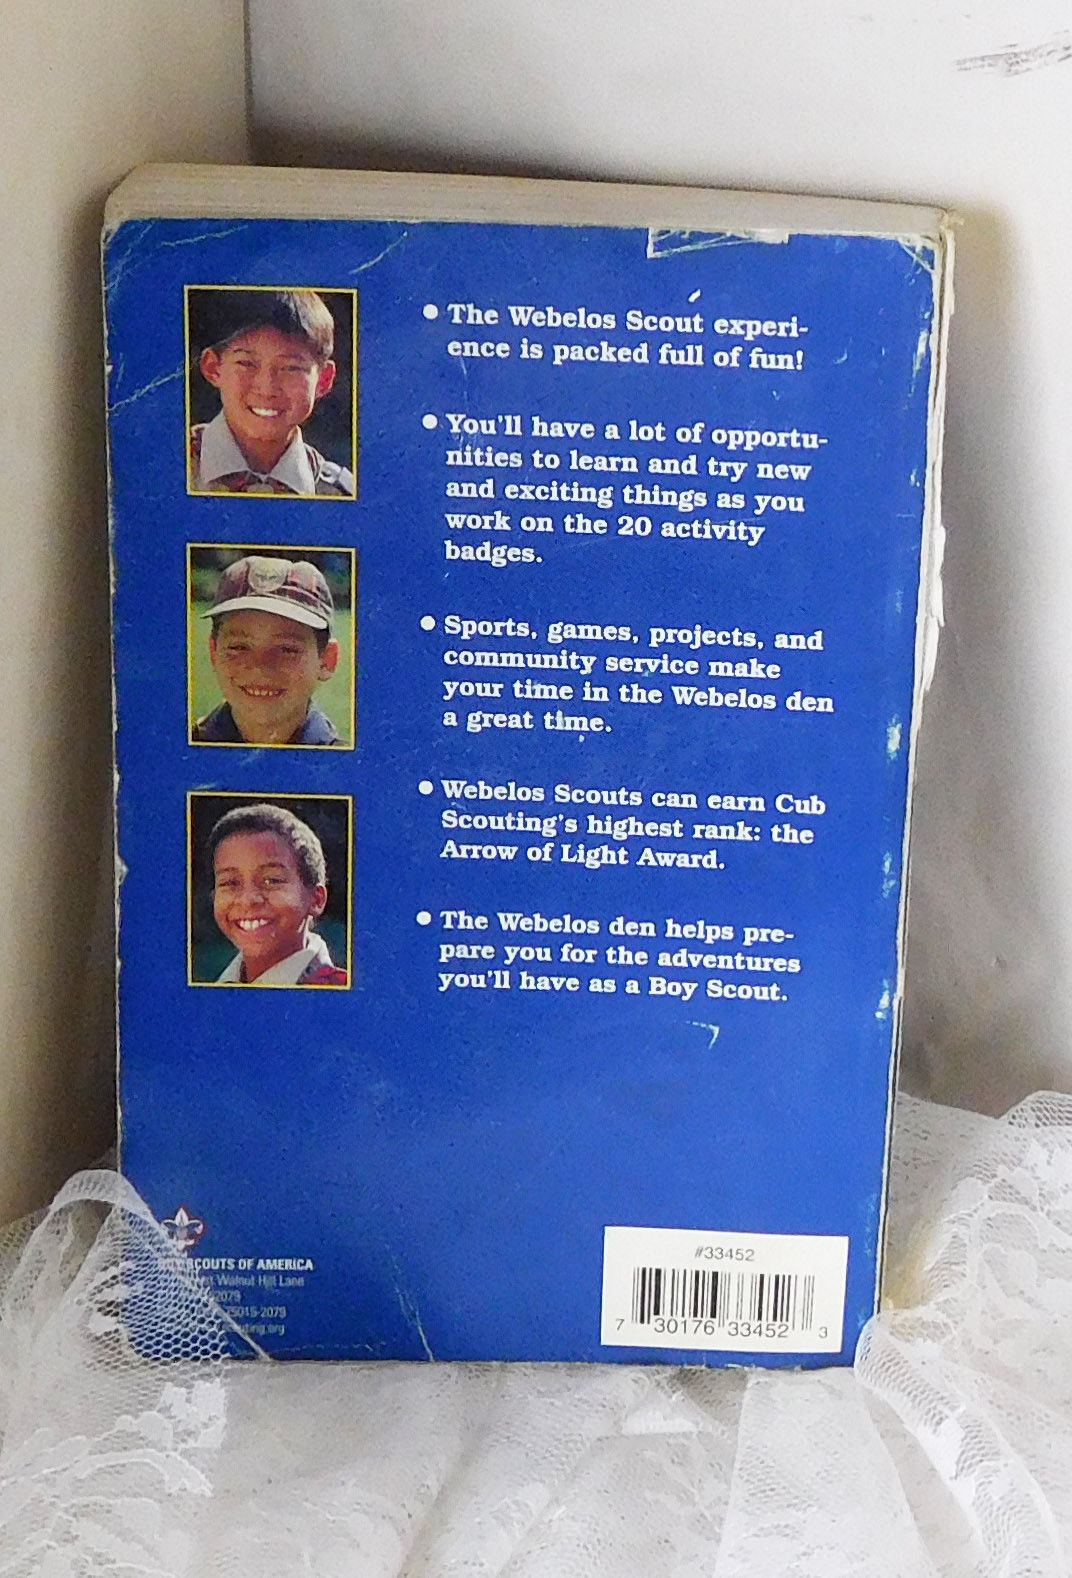 ● The Webelos Scout experi-
ence is packed full of fun!
● You'll have a lot of opportu-
nities to learn and try new
and exciting things as you
work on the 20 activity
badges.
● Sports, games, projects, and
community service make
your time in the Webelos den
a great time.
● Webelos Scouts can earn Cub
Scouting's highest rank: the
Arrow of Light Award.
● The Webelos den helps pre-
pare you for the adventures
you'll have as a Boy Scout.
SCOUTS OF AMERICA
Walnut Hill Lane
75015-2079
#33452
7 30176 33452 3